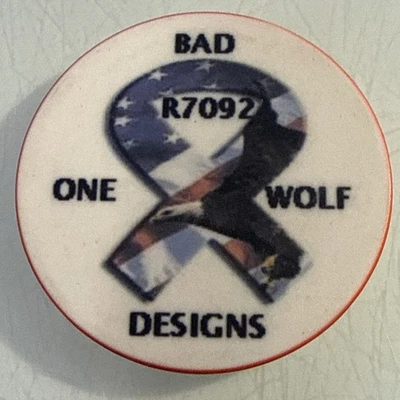 BAD
R7092
ONE WOLF
DESIGNS